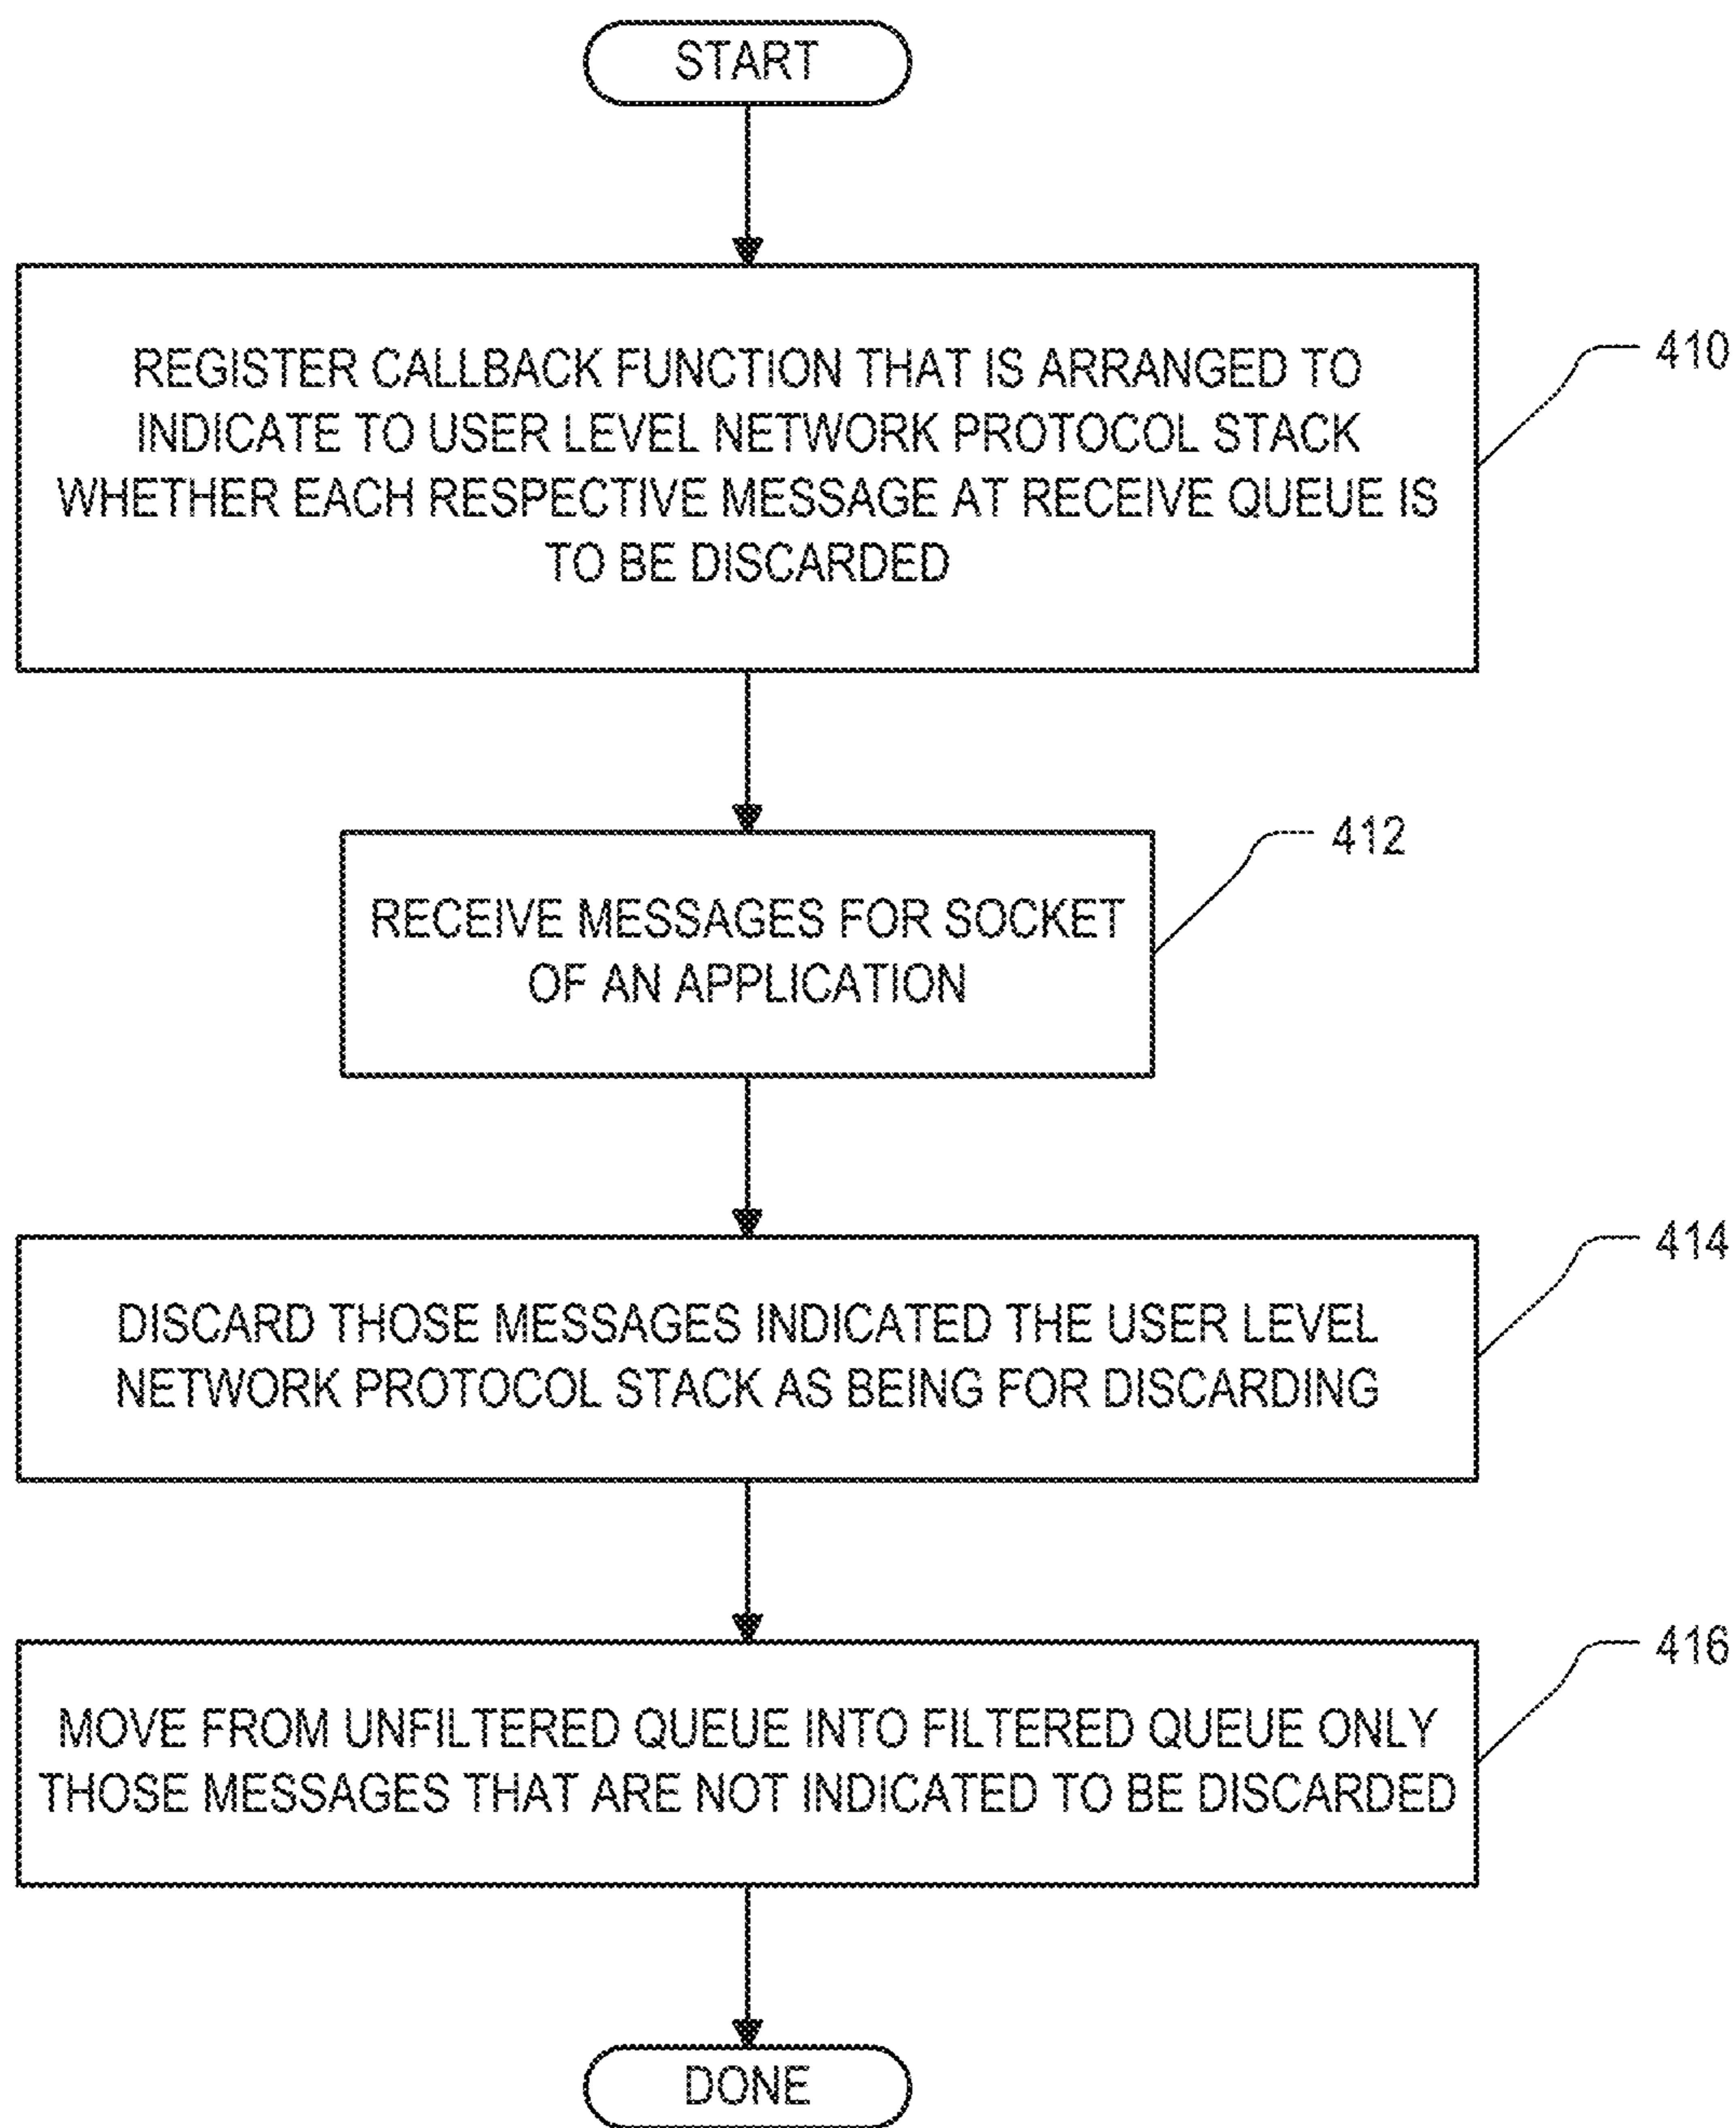 START
REGISTER CALLBACK FUNCTION THAT IS ARRANGED TO
INDICATE TO USER LEVEL NETWORK PROTOCOL STACK
WHETHER EACH RESPECTIVE MESSAGE AT RECEIVE QUEUE IS
TO BE DISCARDED
410
RECEIVE MESSAGES FOR SOCKET
OF AN APPLICATION
412
DISCARD THOSE MESSAGES INDICATED THE USER LEVEL
NETWORK PROTOCOL STACK AS BEING FOR DISCARDING
414
MOVE FROM UNFILTERED QUEUE INTO FILTERED QUEUE ONLY
THOSE MESSAGES THAT ARE NOT INDICATED TO BE DISCARDED
416
DONE